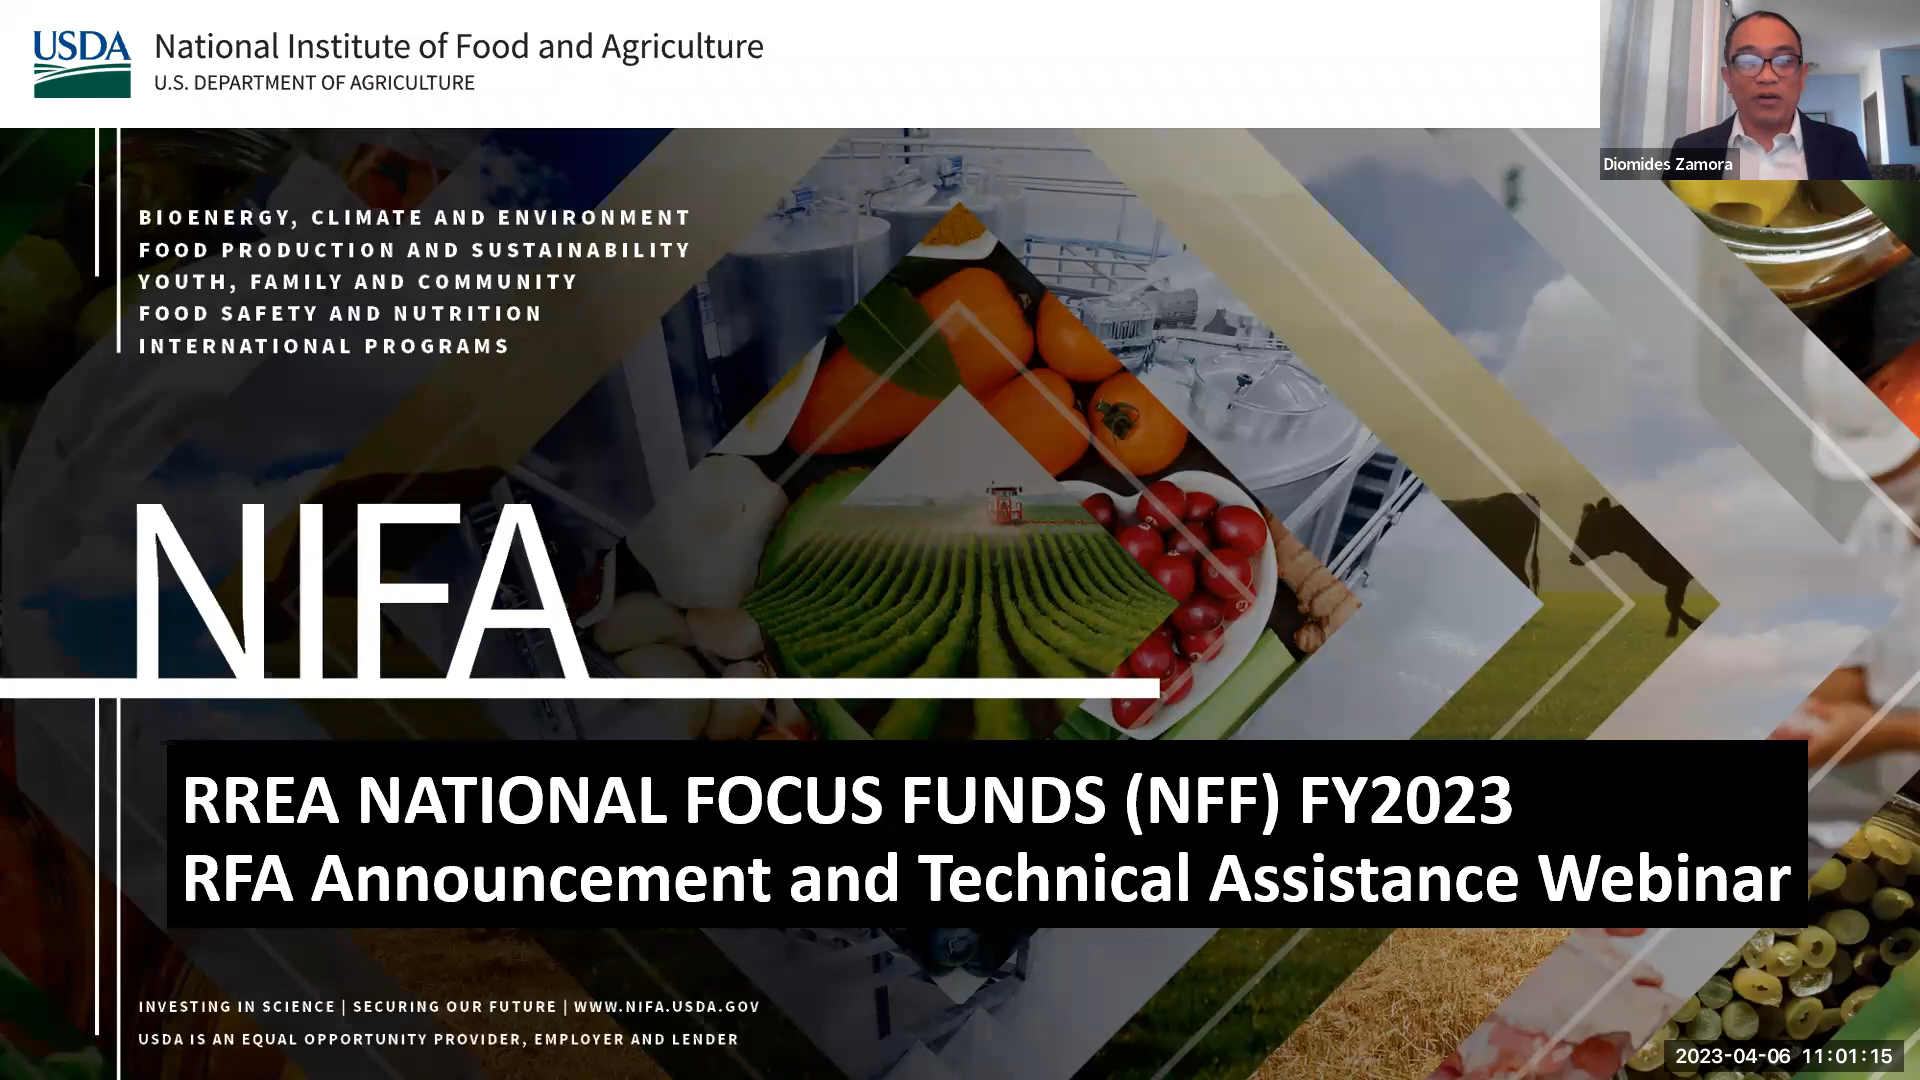 USDA
National Institute of Food and Agriculture
U.S. DEPARTMENT OF AGRICULTURE
Diomides Zamora
BIOENERGY, CLIMATE AND ENVIRONMENT
FOOD PRODUCTION AND SUSTAINABILITY
YOUTH, FAMILY AND COMMUNITY
FOOD SAFETY AND NUTRITION
INTERNATIONAL PROGRAMS
NIFA
RREA NATIONAL FOCUS FUNDS (NFF) FY2023
RFA Announcement and Technical Assistance Webinar
INVESTING IN SCIENCE | SECURING OUR FUTURE | WWW.NIFA.USDA.GOV
USDA IS AN EQUAL OPPORTUNITY PROVIDER, EMPLOYER AND LENDER
2023-04-06 11:01:15